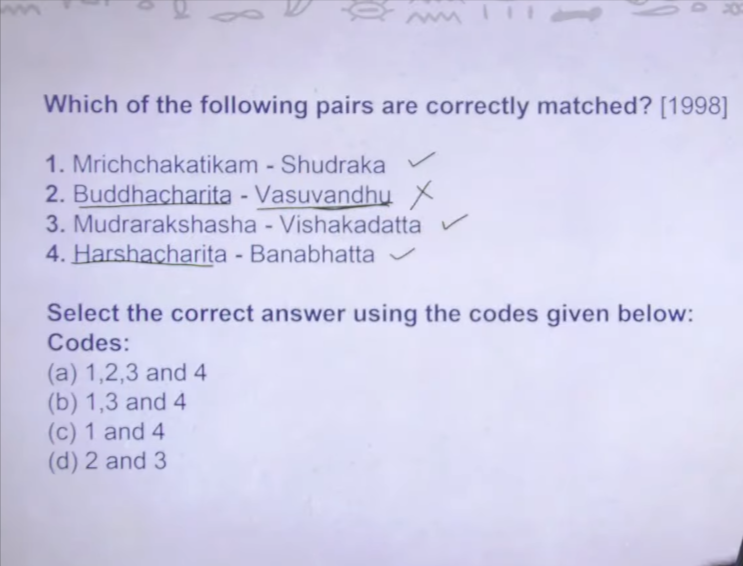 Which of the following pairs are correctly matched? [1998]
1. Mrichchakatikam - Shudraka
2. Buddhacharita - Vasuvandhu
3. Mudrarakshasha - Vishakadatta
4. Harshacharita - Banabhatta
Select the correct answer using the codes given below:
Codes:
(a) 1,2,3 and 4
(b) 1,3 and 4
(c) 1 and 4
(d) 2 and 3